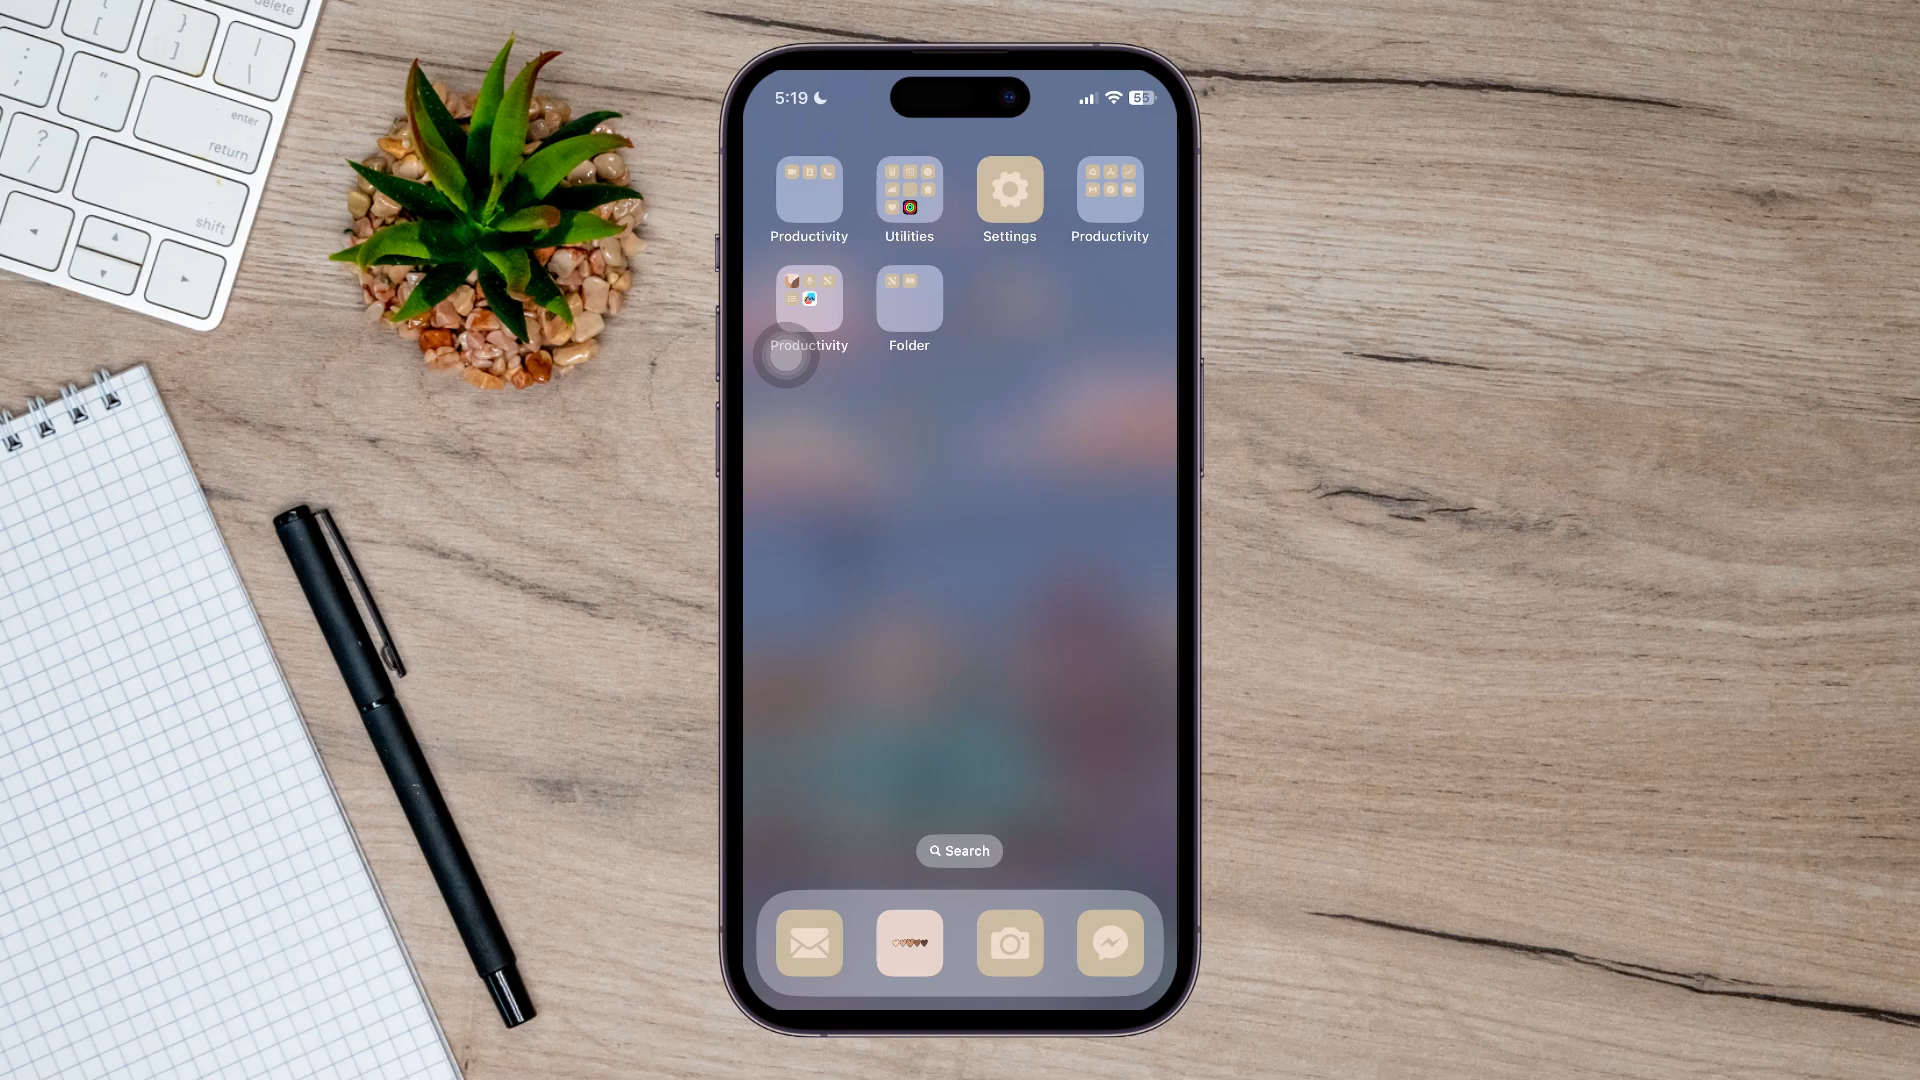 delete
{
[
}
]
|
\
:
;
"
,
enter
return
?
/
shift
5:19
55
Productivity
Utilities
Settings
Productivity
Productivity
Folder
Search